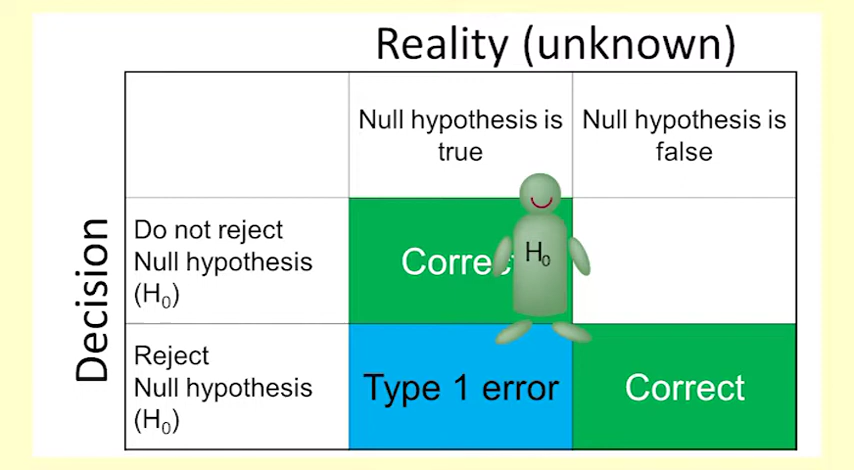 Reality (unknown)
Null hypothesis is
true
Null hypothesis is
false
Decision
Do not reject
Null hypothesis
(H₀)
Correc
H₀
Reject
Null hypothesis
(H₀)
Type 1 error
Correct